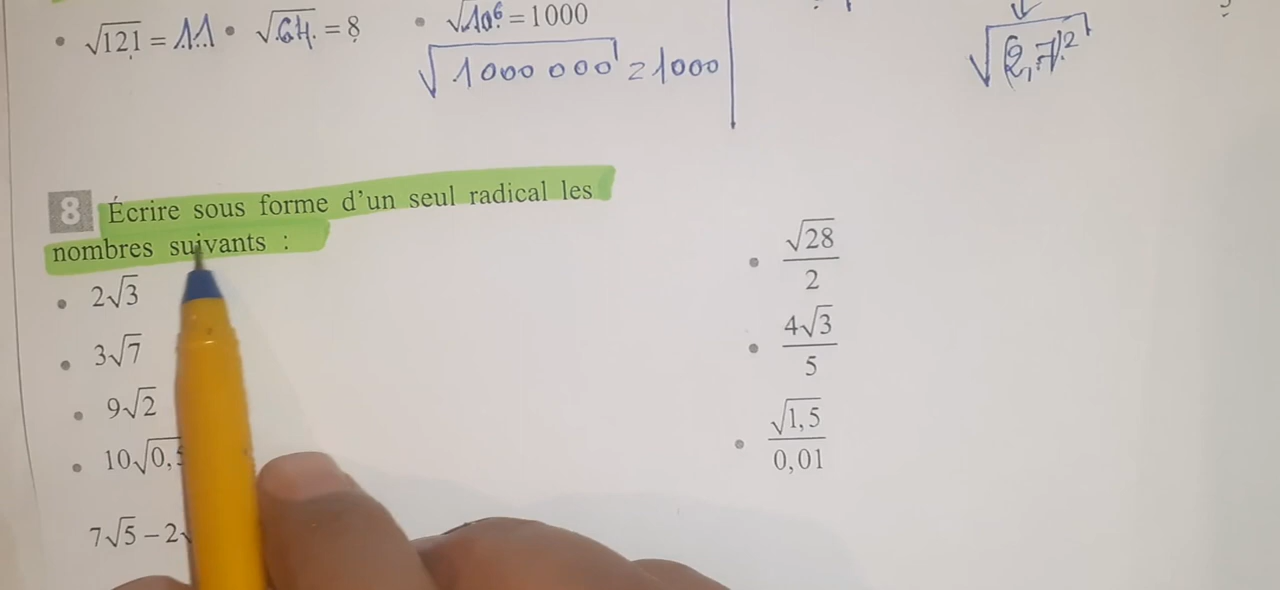 • √121 = 11 • √64 = 8 • √10⁶ = 1000
√1000 000 = 1000
√(2,7)²
8 Écrire sous forme d'un seul radical les
nombres suivants :
• 2√3
• 3√7
• 9√2
• 10√0,
7√5 – 2√
• √28/2
• 4√3/5
• √1,5/0,01